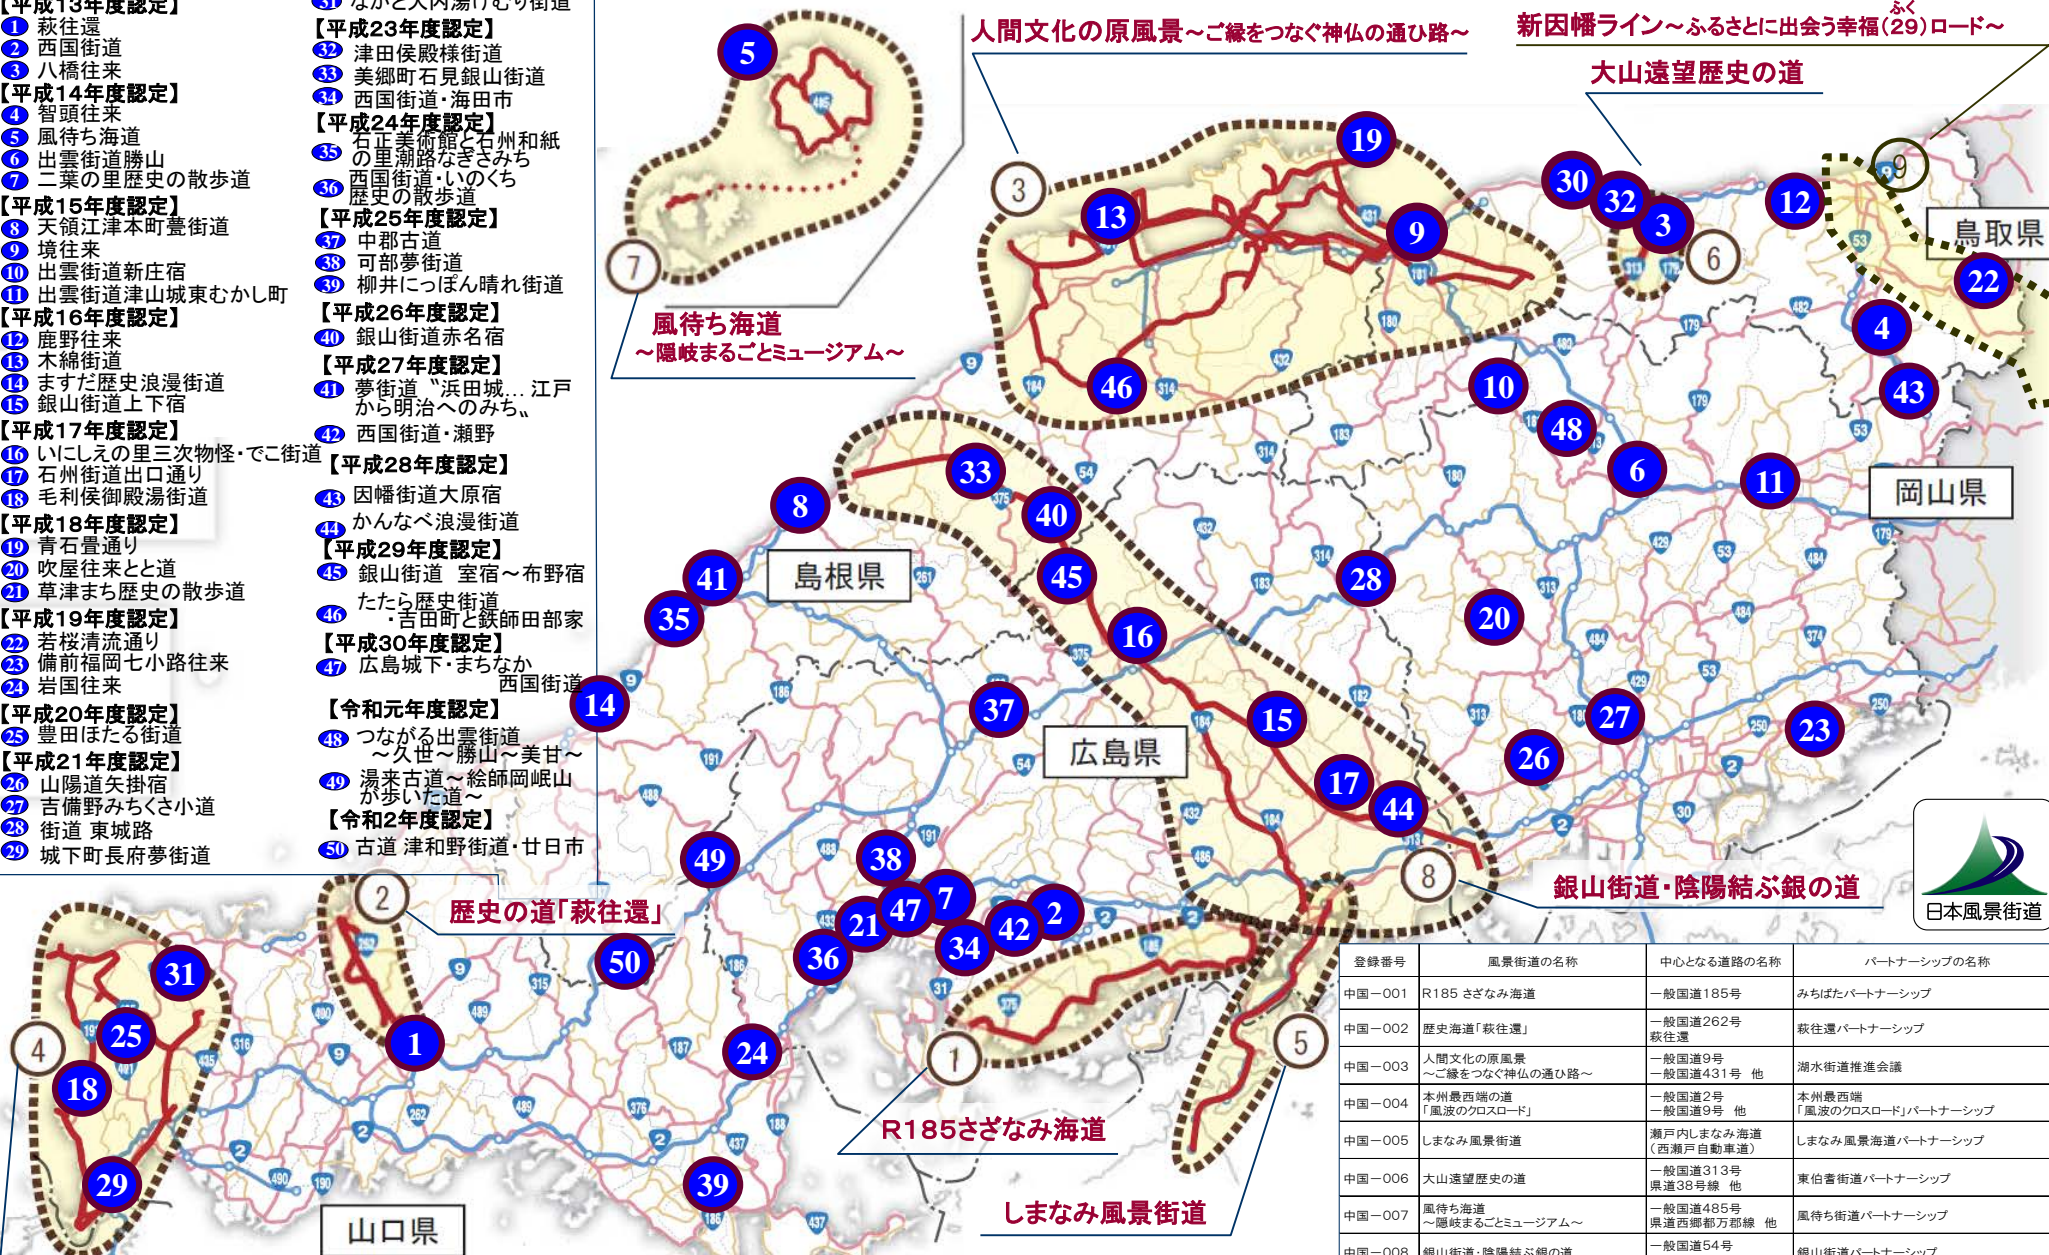 【平成13年度認定】
1 萩往還
2 西国街道
3 八橋往来
【平成14年度認定】
4 智頭往来
5 風待ち海道
6 出雲街道勝山
7 二葉の里歴史の散歩道
【平成15年度認定】
8 天領江津本町甍街道
9 境往来
10 出雲街道新庄宿
11 出雲街道津山城東むかし町
【平成16年度認定】
12 鹿野往来
13 木綿街道
14 ますだ歴史浪漫街道
15 銀山街道上下宿
【平成17年度認定】
16 いにしえの里三次物怪・でこ街道
17 石州街道出口通り
18 毛利侯御殿湯街道
【平成18年度認定】
19 青石畳通り
20 吹屋往来とと道
21 草津まち歴史の散歩道
【平成19年度認定】
22 若桜清流通り
23 備前福岡七小路往来
24 岩国往来
【平成20年度認定】
25 豊田ほたる街道
【平成21年度認定】
26 山陽道矢掛宿
27 吉備野みちくさ小道
28 街道 東城路
29 城下町長府夢街道
31 ながと大内湯けむり街道
【平成23年度認定】
32 津田侯殿様街道
33 美郷町石見銀山街道
34 西国街道・海田市
【平成24年度認定】
35 石正美術館と石州和紙
の里潮路なぎさみち
36 西国街道・いのくち
歴史の散歩道
【平成25年度認定】
37 中郡古道
38 可部夢街道
39 柳井にっぽん晴れ街道
【平成26年度認定】
40 銀山街道赤名宿
【平成27年度認定】
41 夢街道〝浜田城…江戸
から明治へのみち〟
42 西国街道・瀬野
【平成28年度認定】
43 因幡街道大原宿
44 かんなべ浪漫街道
【平成29年度認定】
45 銀山街道 室宿～布野宿
46 たたら歴史街道
・吉田町と鉄師田部家
【平成30年度認定】
47 広島城下・まちなか
西国街道
【令和元年度認定】
48 つながる出雲街道
～久世～勝山～美甘～
49 湯来古道～絵師岡岷山
が歩いた道～
【令和2年度認定】
50 古道 津和野街道・廿日市
人間文化の原風景～ご縁をつなぐ神仏の通ひ路～
ふく
新因幡ライン～ふるさとに出会う幸福(29)ロード～
大山遠望歴史の道
風待ち海道
～隠岐まるごとミュージアム～
鳥取県
岡山県
島根県
広島県
山口県
歴史の道「萩往還」
銀山街道・陰陽結ぶ銀の道
R185さざなみ海道
しまなみ風景街道
日本風景街道
登録番号 風景街道の名称 中心となる道路の名称 パートナーシップの名称
中国－001 R185 さざなみ海道 一般国道185号 みちばたパートナーシップ
中国－002 歴史海道「萩往還」 一般国道262号 萩往還 萩往還パートナーシップ
中国－003 人間文化の原風景 ～ご縁をつなぐ神仏の通ひ路～ 一般国道9号 一般国道431号 他 湖水街道推進会議
中国－004 本州最西端の道 「風波のクロスロード」 一般国道2号 一般国道9号 他 本州最西端 「風波のクロスロード」パートナーシップ
中国－005 しまなみ風景街道 瀬戸内しまなみ海道 （西瀬戸自動車道） しまなみ風景海道パートナーシップ
中国－006 大山遠望歴史の道 一般国道313号 県道38号線 他 東伯耆街道パートナーシップ
中国－007 風待ち海道 ～隠岐まるごとミュージアム～ 一般国道485号 県道西郷都万郡線 他 風待ち街道パートナーシップ
中国－008 銀山街道・陰陽結ぶ銀の道 一般国道54号 銀山街道パートナーシップ